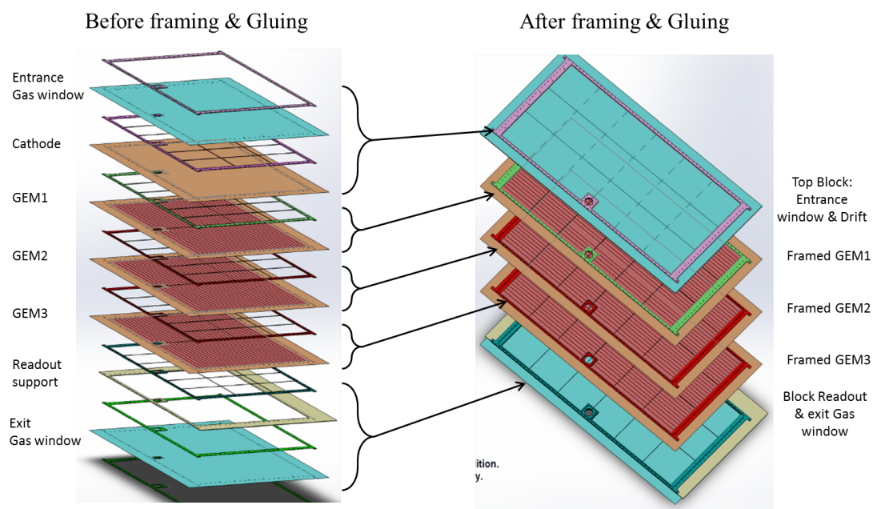 Before framing & Gluing
After framing & Gluing
Entrance
Gas window
Cathode
GEM1
GEM2
GEM3
Readout
support
Exit
Gas window
Top Block:
Entrance
window & Drift
Framed GEM1
Framed GEM2
Framed GEM3
Block Readout
& exit Gas
window
ition.
y.